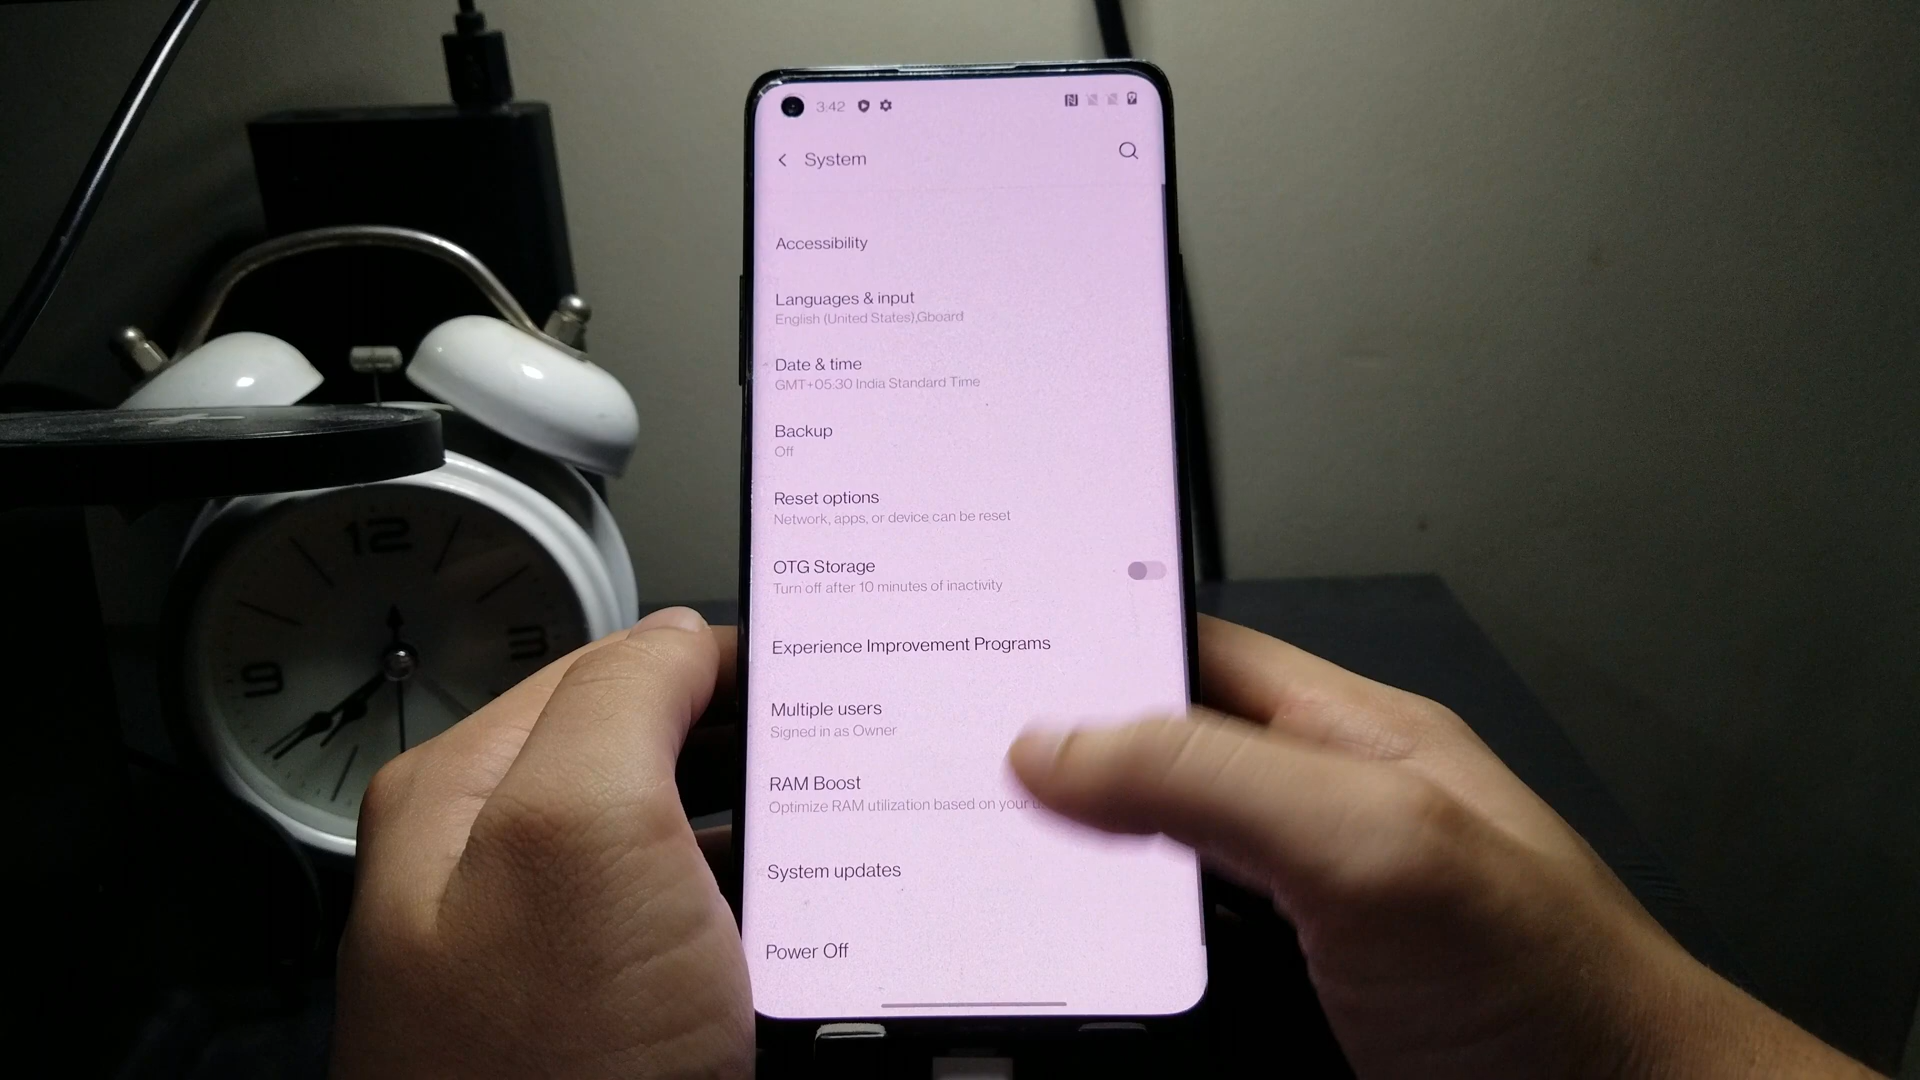 3:42
System
Accessibility
Languages & input
English (United States),Gboard
Date & time
GMT+05:30 India Standard Time
Backup
Off
Reset options
Network, apps, or device can be reset
OTG Storage
Turn off after 10 minutes of inactivity
Experience Improvement Programs
Multiple users
Signed in as Owner
RAM Boost
Optimize RAM utilization based on your
System updates
Power Off
12
3
9